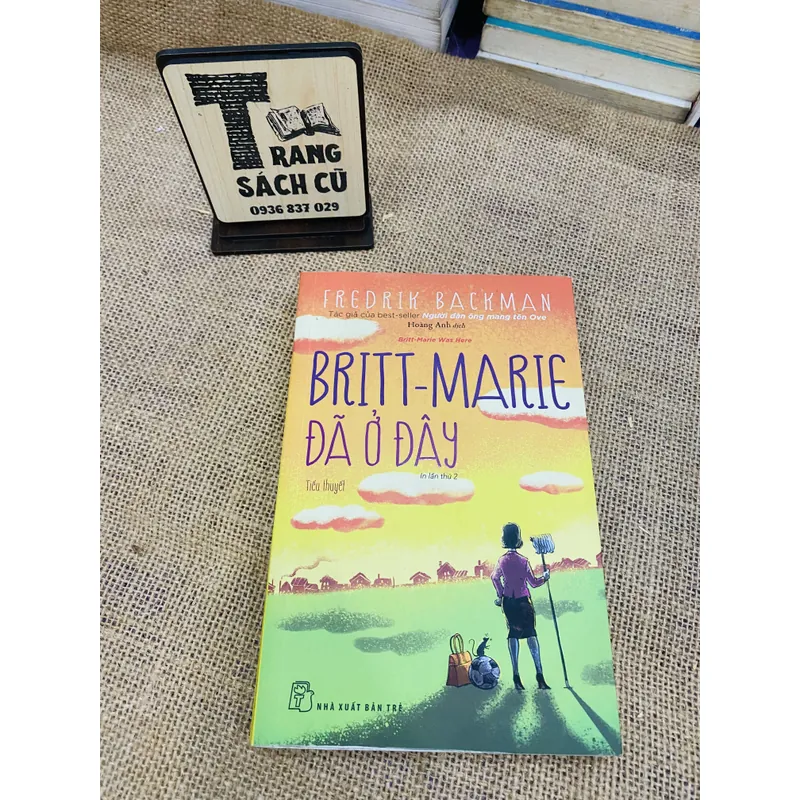 TRANG
SÁCH CŨ
0936 837 029
FREDRIK BACKMAN
Tác giả của best-seller Người đàn ông mang tên Ove
Hoàng Anh dịch
Britt-Marie Was Here
BRITT-MARIE
ĐÃ Ở ĐÂY
In lần thứ 2
Tiểu thuyết
NHÀ XUẤT BẢN TRẺ